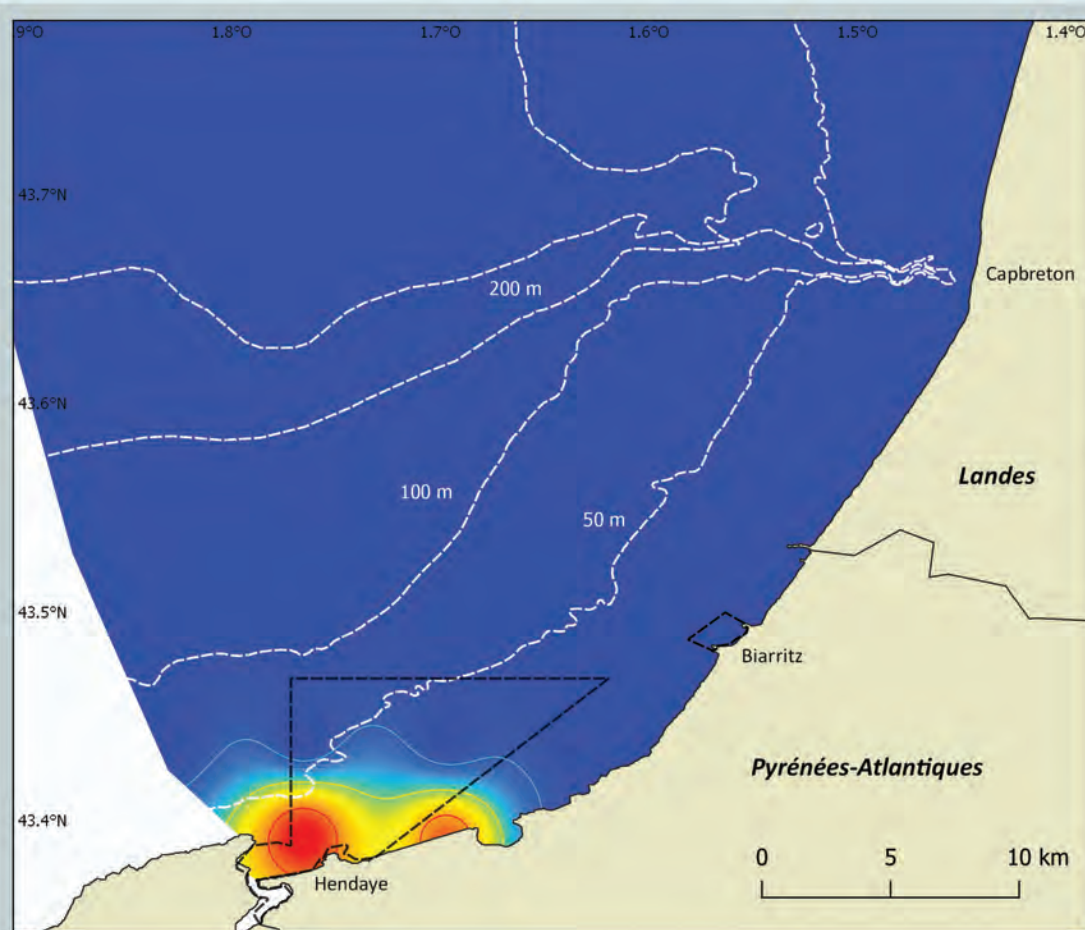 9°O 1.8°O 1.7°O 1.6°O 1.5°O 1.4°O
43.7°N
Capbreton
200 m
43.6°N
Landes
100 m
50 m
43.5°N
Biarritz
Pyrénées-Atlantiques
43.4°N
0 5 10 km
Hendaye